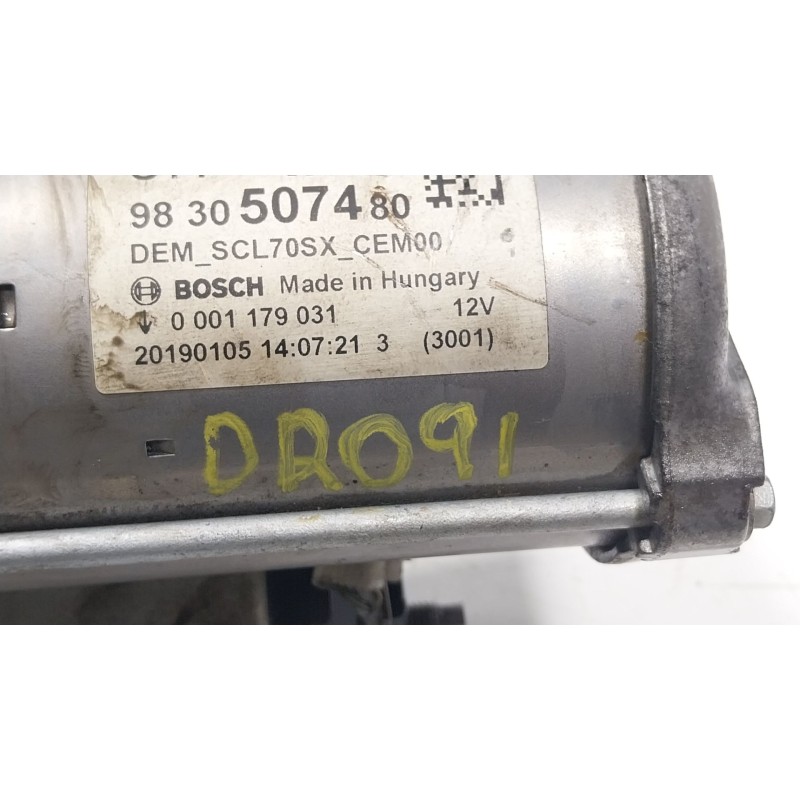 98 30 5074 80
DEM_SCL70SX_CEM00
BOSCH Made in Hungary
0 001 179 031 12V
20190105 14:07:21 3 (3001)
DR091